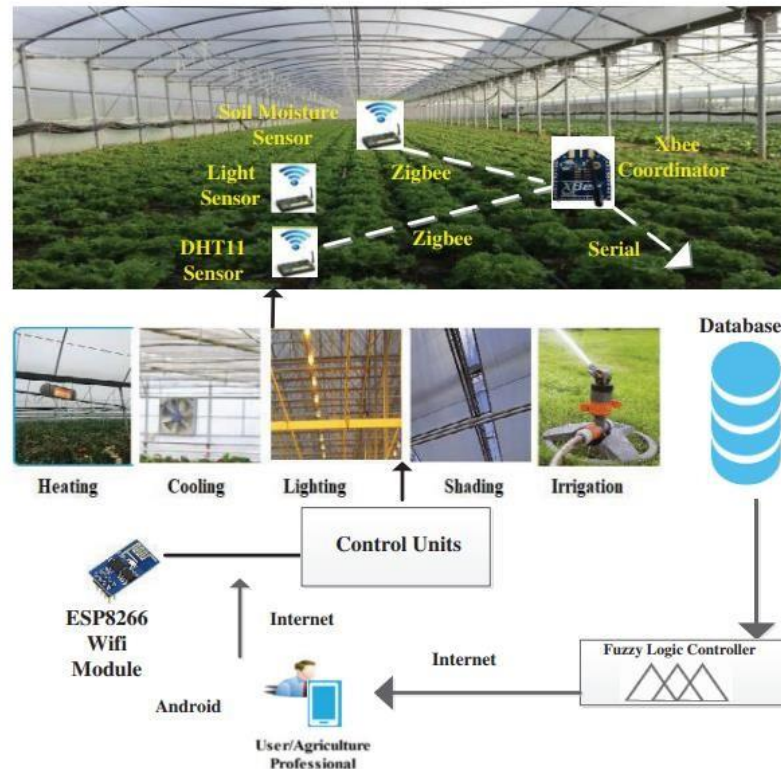 Soil Moisture
Sensor
Xbee
Coordinator
Light
Sensor
Zigbee
XBee
DHT11
Sensor
Zigbee
Serial
Database
Heating
Cooling
Lighting
Shading
Irrigation
Control Units
ESP8266
Wifi
Module
Internet
Fuzzy Logic Controller
Internet
Android
User/Agriculture
Professional